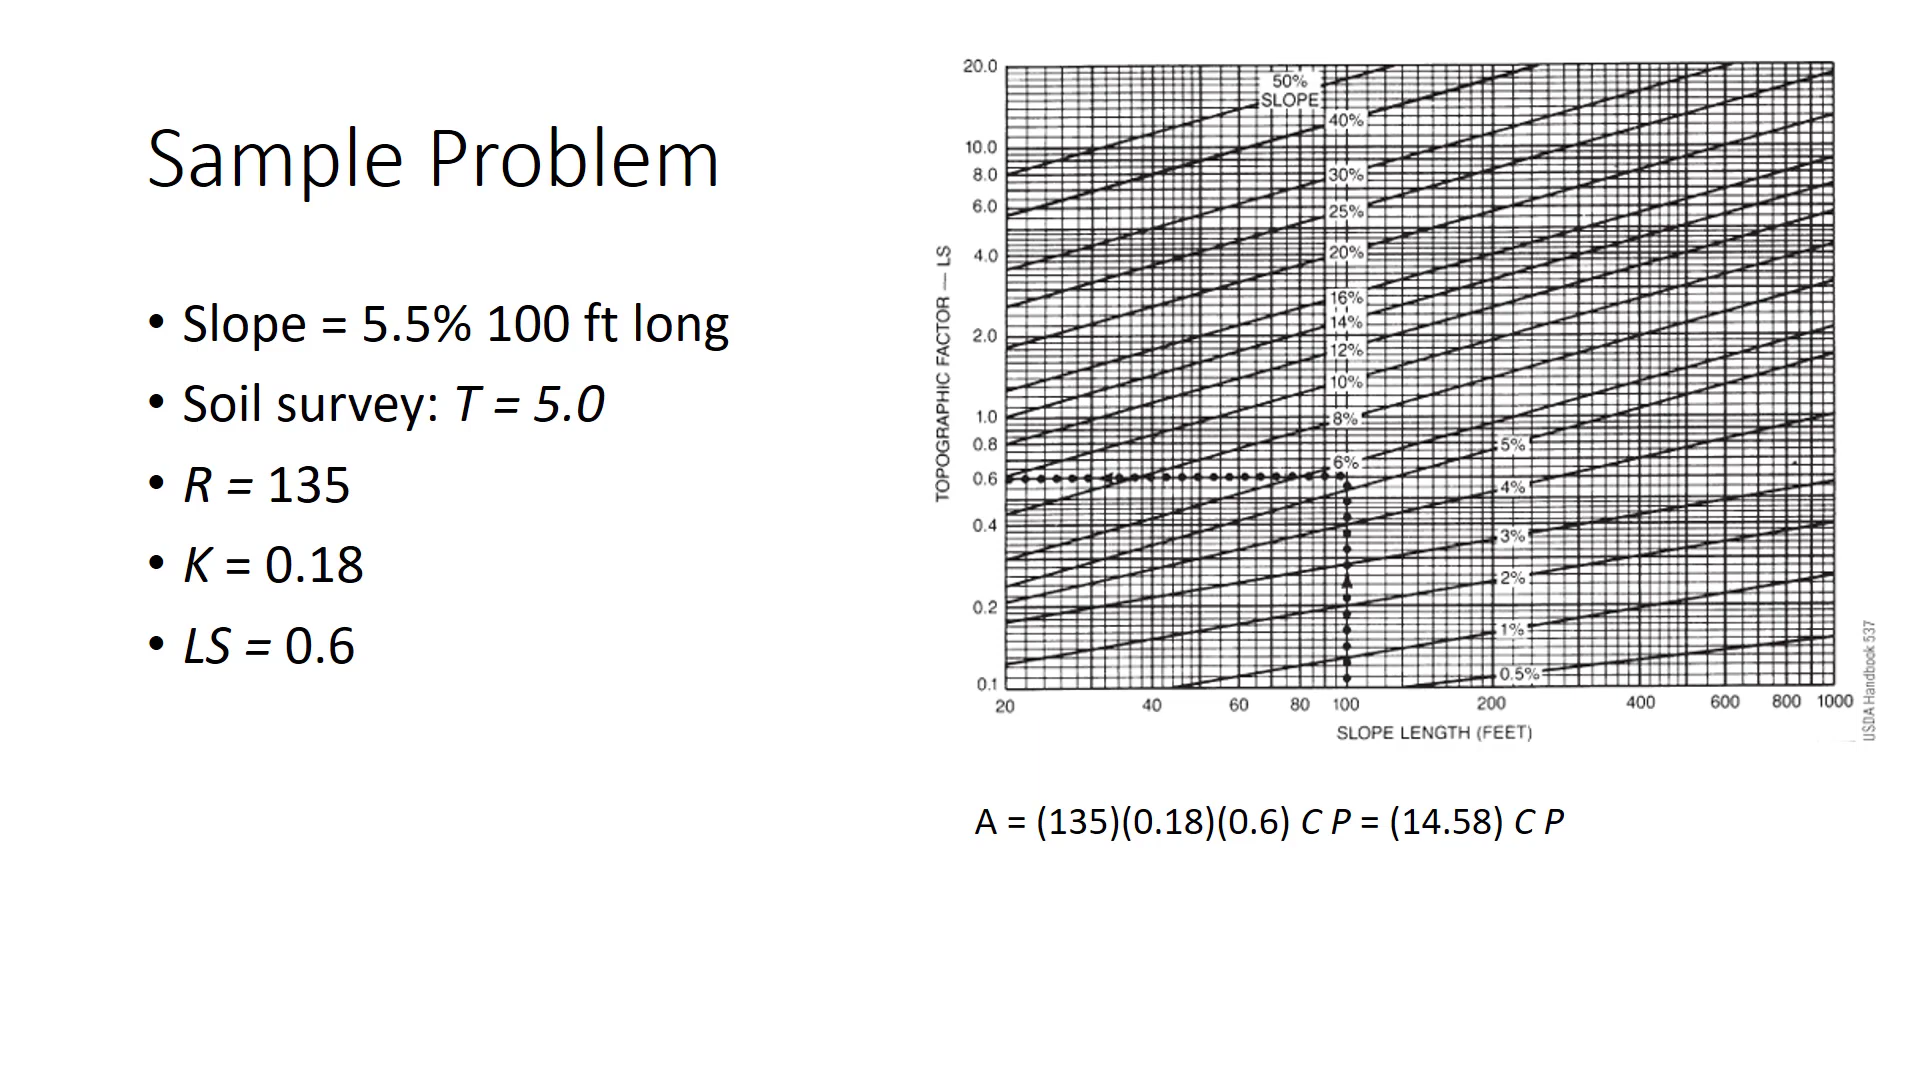 Sample Problem
• Slope = 5.5% 100 ft long
• Soil survey: T = 5.0
• R = 135
• K = 0.18
• LS = 0.6
TOPOGRAPHIC FACTOR — LS
20.0
10.0
8.0
6.0
4.0
2.0
1.0
0.8
0.6
0.4
0.2
0.1
50%
SLOPE
40%
30%
25%
20%
16%
14%
12%
10%
8%
6%
5%
4%
3%
2%
1%
0.5%
20 40 60 80 100 200 400 600 800 1000
SLOPE LENGTH (FEET)
USDA Handbook 537
A = (135)(0.18)(0.6) C P = (14.58) C P